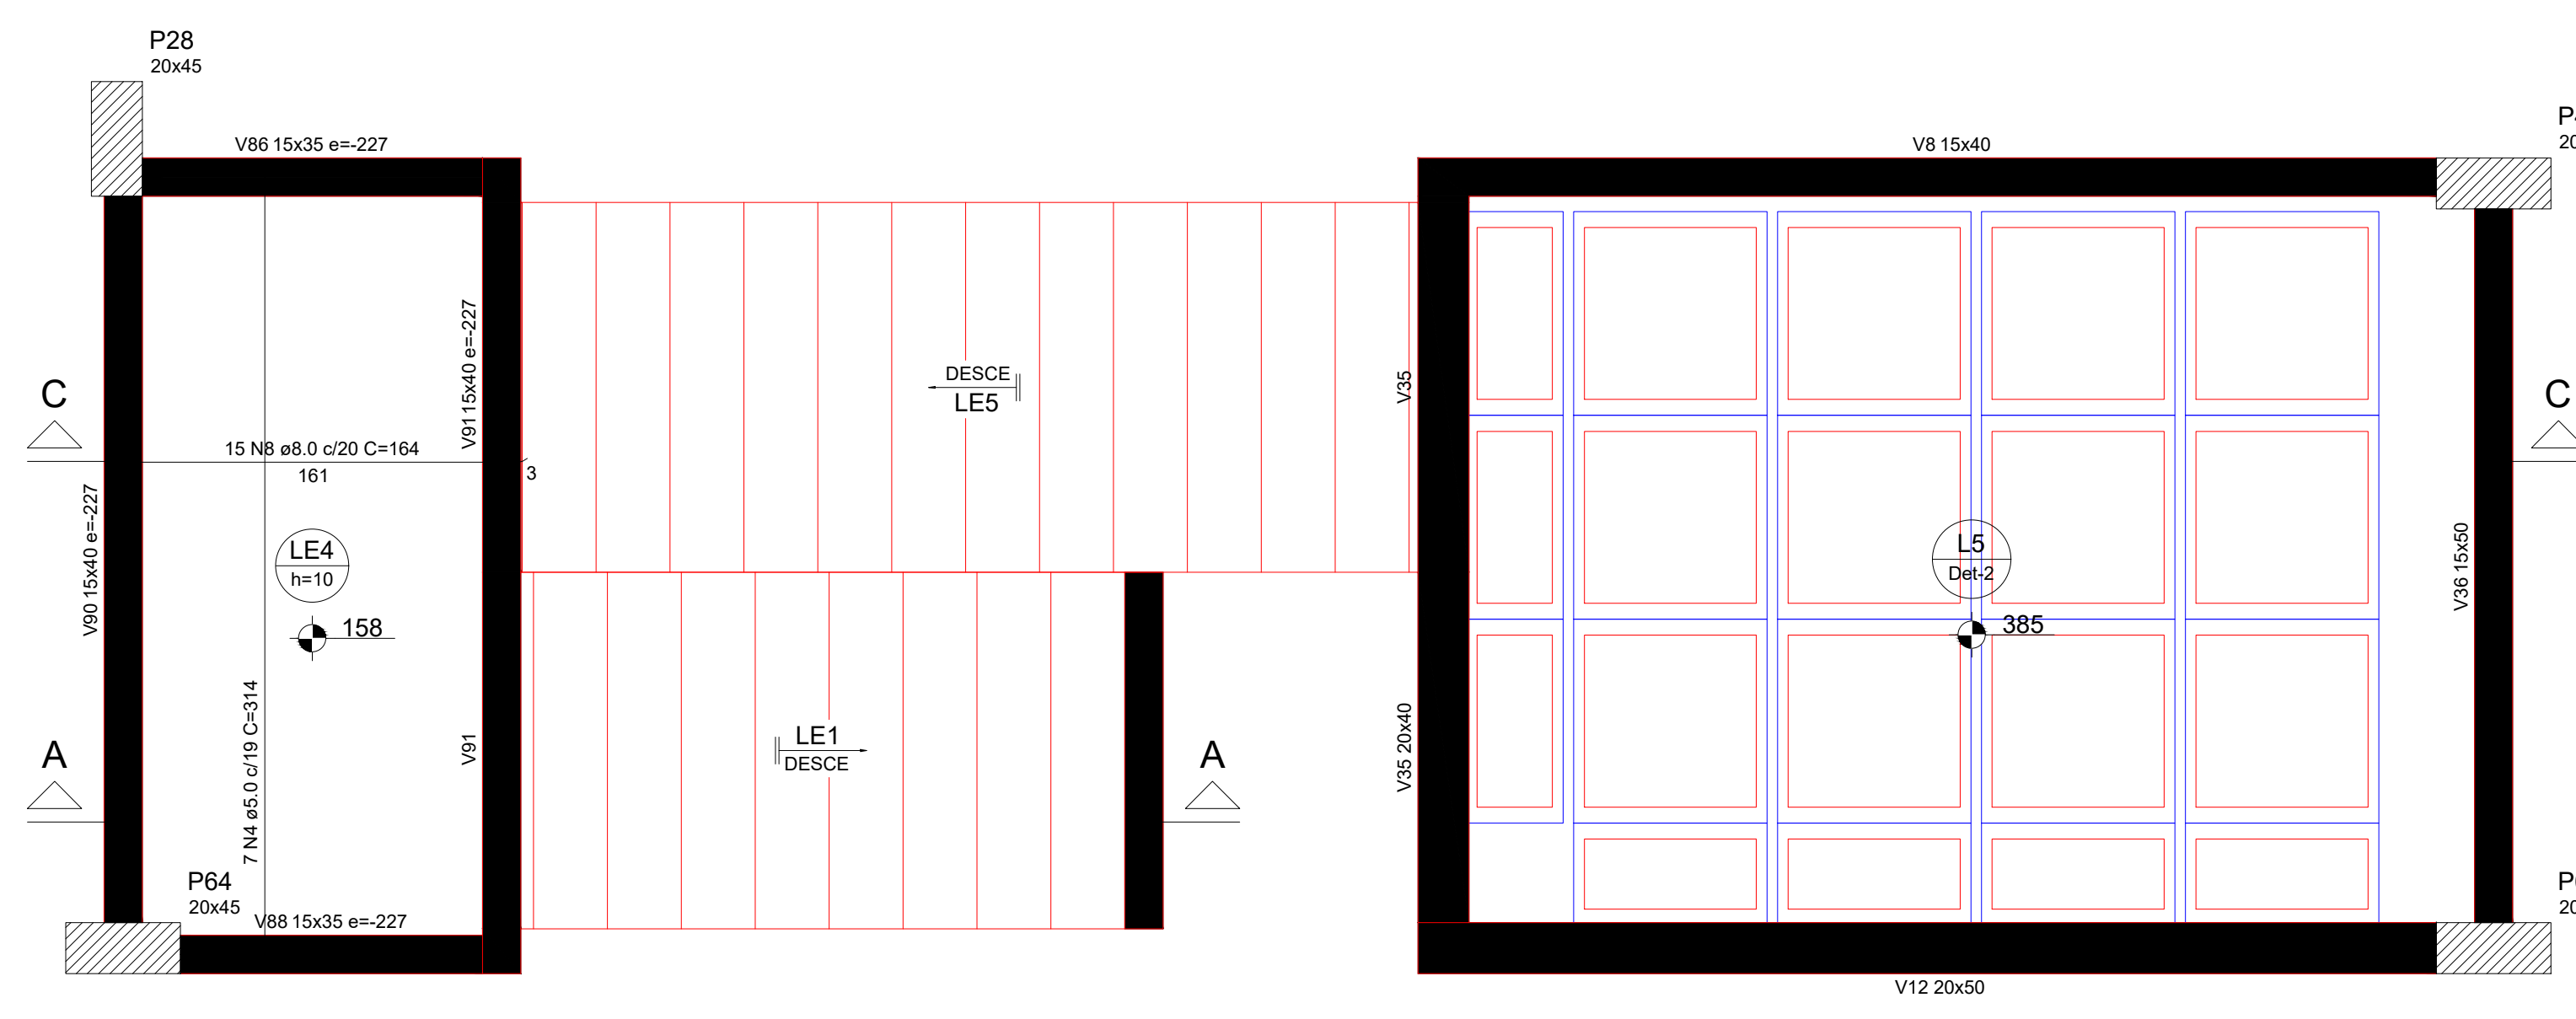 P28
20x45
V86 15x35 e=-227
V8 15x40
P
20
V91 15x40 e=-227
C
15 N8 ø8.0 c/20 C=164
161
3
DESCE
LE5
V35
C
V90 15x40 e=-227
LE4
h=10
158
L5
Det-2
385
V36 15x50
7 N4 ø5.0 c/19 C=314
V91
A
LE1
DESCE
A
V35 20x40
P64
20x45
V88 15x35 e=-227
P
20
V12 20x50